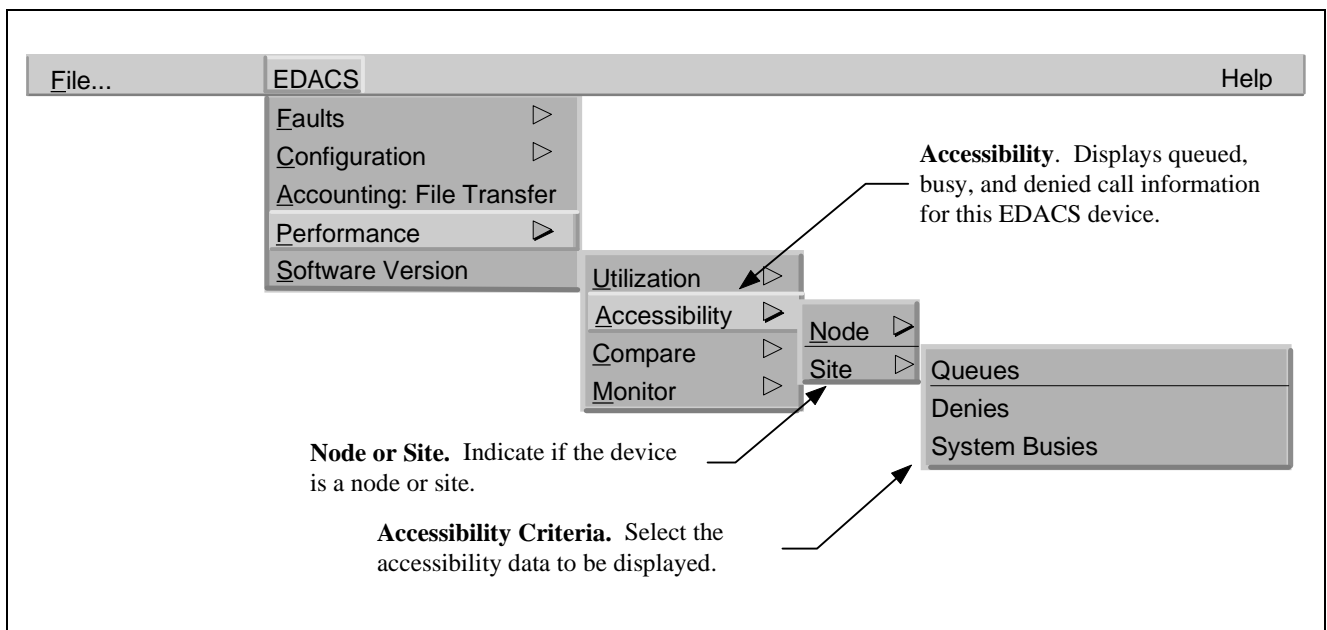 File... EDACS Help
Faults
Configuration
Accounting: File Transfer
Performance
Software Version
Utilization
Accessibility
Compare
Monitor
Node
Site
Queues
Denies
System Busies
Accessibility. Displays queued,
busy, and denied call information
for this EDACS device.
Node or Site. Indicate if the device
is a node or site.
Accessibility Criteria. Select the
accessibility data to be displayed.